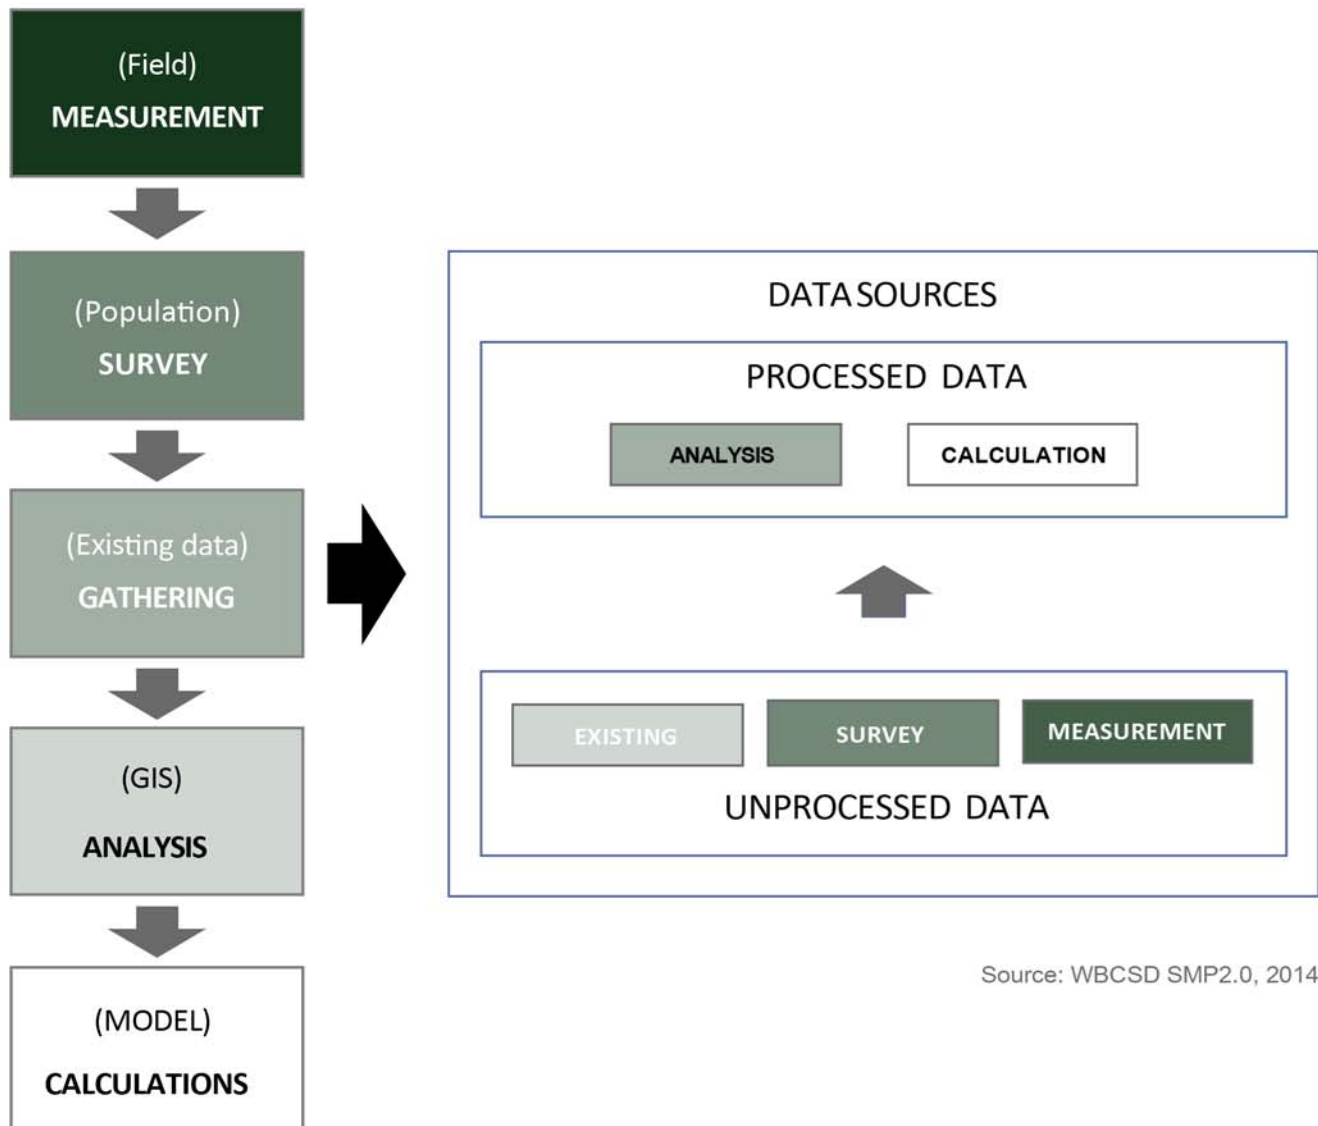 (Field)
MEASUREMENT
(Population)
SURVEY
(Existing data)
GATHERING
(GIS)
ANALYSIS
(MODEL)
CALCULATIONS
DATA SOURCES
PROCESSED DATA
ANALYSIS
CALCULATION
EXISTING
SURVEY
MEASUREMENT
UNPROCESSED DATA
Source: WBCSD SMP2.0, 2014